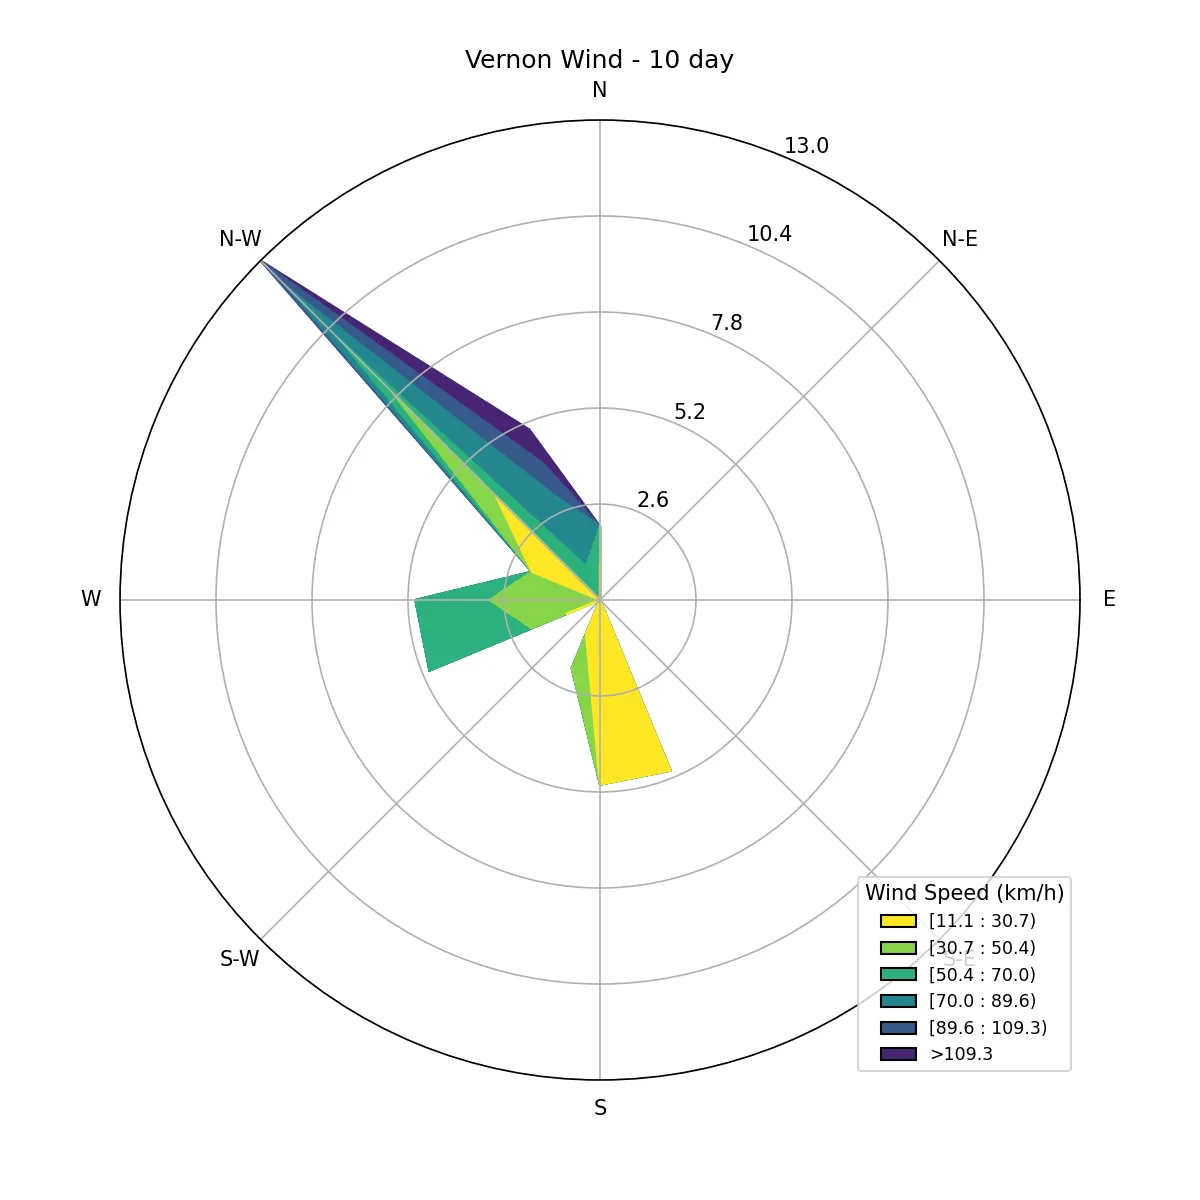 Vernon Wind - 10 day
N
13.0
10.4
N-W
N-E
7.8
5.2
2.6
W
E
Wind Speed (km/h)
[11.1 : 30.7)
[30.7 : 50.4)
S-W
S-E
[50.4 : 70.0)
[70.0 : 89.6)
[89.6 : 109.3)
>109.3
S